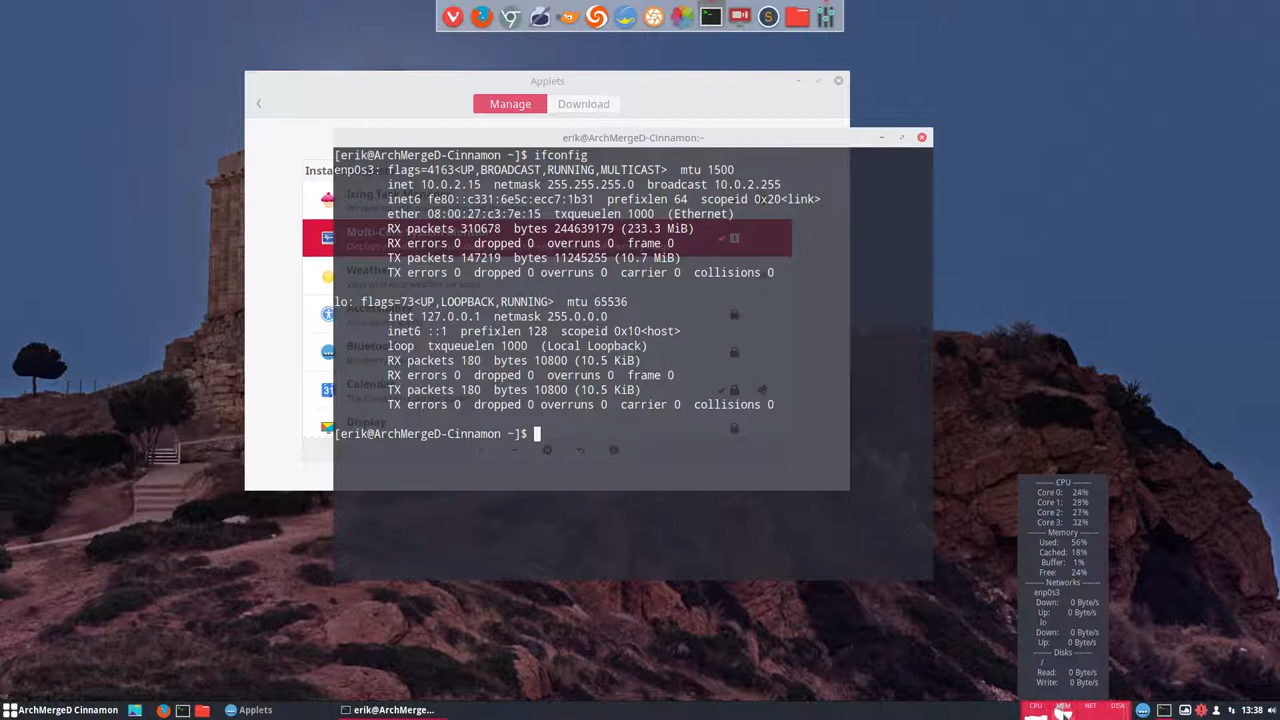 Applets
Manage
Download
erik@ArchMergeD-Cinnamon:~
[erik@ArchMergeD-Cinnamon ~]$ ifconfig
enp0s3: flags=4163<UP,BROADCAST,RUNNING,MULTICAST>  mtu 1500
inet 10.0.2.15  netmask 255.255.255.0  broadcast 10.0.2.255
inet6 fe80::c331:6e5c:ecc7:1b31  prefixlen 64  scopeid 0x20<link>
ether 08:00:27:c3:7e:15  txqueuelen 1000  (Ethernet)
RX packets 310678  bytes 244639179 (233.3 MiB)
RX errors 0  dropped 0  overruns 0  frame 0
TX packets 147219  bytes 11245255 (10.7 MiB)
TX errors 0  dropped 0 overruns 0  carrier 0  collisions 0
lo: flags=73<UP,LOOPBACK,RUNNING>  mtu 65536
inet 127.0.0.1  netmask 255.0.0.0
inet6 ::1  prefixlen 128  scopeid 0x10<host>
loop  txqueuelen 1000  (Local Loopback)
RX packets 180  bytes 10800 (10.5 KiB)
RX errors 0  dropped 0  overruns 0  frame 0
TX packets 180  bytes 10800 (10.5 KiB)
TX errors 0  dropped 0 overruns 0  carrier 0  collisions 0
[erik@ArchMergeD-Cinnamon ~]$
------- CPU -------
Core 0: 24%
Core 1: 29%
Core 2: 27%
Core 3: 32%
------- Memory -------
Used: 56%
Cached: 18%
Buffer: 1%
Free: 24%
------- Networks -------
enp0s3
Down: 0 Byte/s
Up: 0 Byte/s
lo
Down: 0 Byte/s
Up: 0 Byte/s
------- Disks -------
/
Read: 0 Byte/s
Write: 0 Byte/s
ArchMergeD Cinnamon
Applets
erik@ArchMergeD-Cinnamon...
CPU MEM NET DISK
13:38